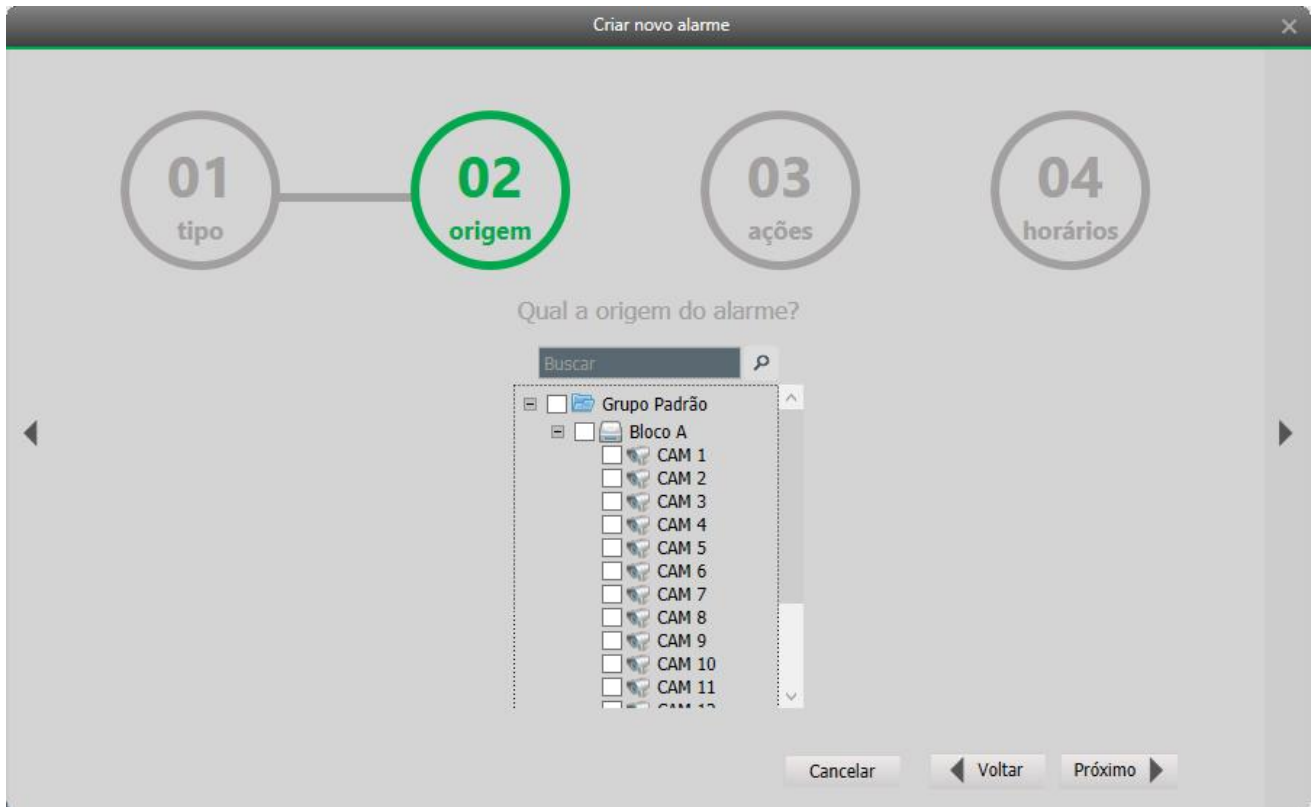 Criar novo alarme
01
tipo
02
origem
03
ações
04
horários
Qual a origem do alarme?
Buscar
Grupo Padrão
Bloco A
CAM 1
CAM 2
CAM 3
CAM 4
CAM 5
CAM 6
CAM 7
CAM 8
CAM 9
CAM 10
CAM 11
Cancelar
Voltar
Próximo